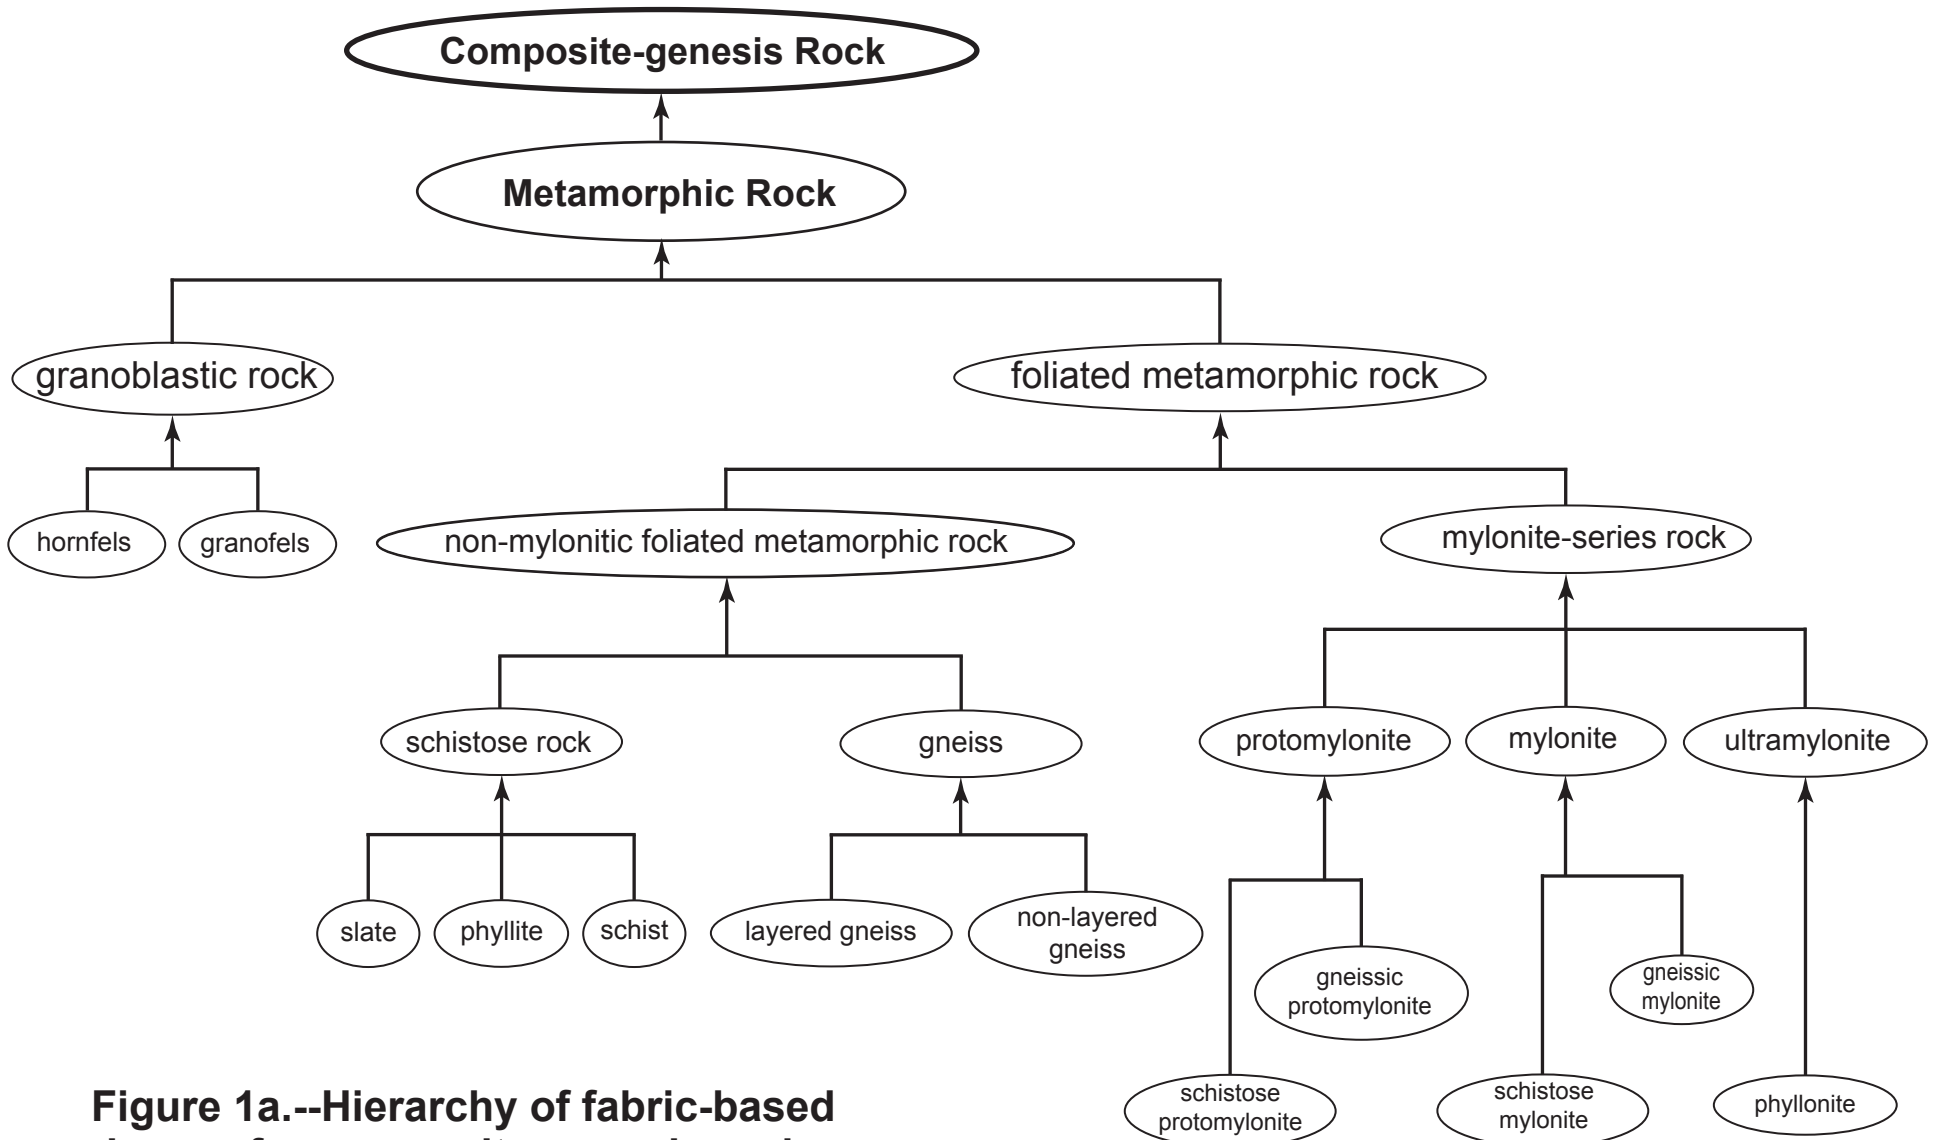 Composite-genesis Rock
Metamorphic Rock
granoblastic rock
foliated metamorphic rock
hornfels
granofels
non-mylonitic foliated metamorphic rock
mylonite-series rock
schistose rock
gneiss
protomylonite
mylonite
ultramylonite
slate
phyllite
schist
layered gneiss
non-layered
gneiss
gneissic
protomylonite
gneissic
mylonite
schistose
protomylonite
schistose
mylonite
phyllonite
Figure 1a.--Hierarchy of fabric-based